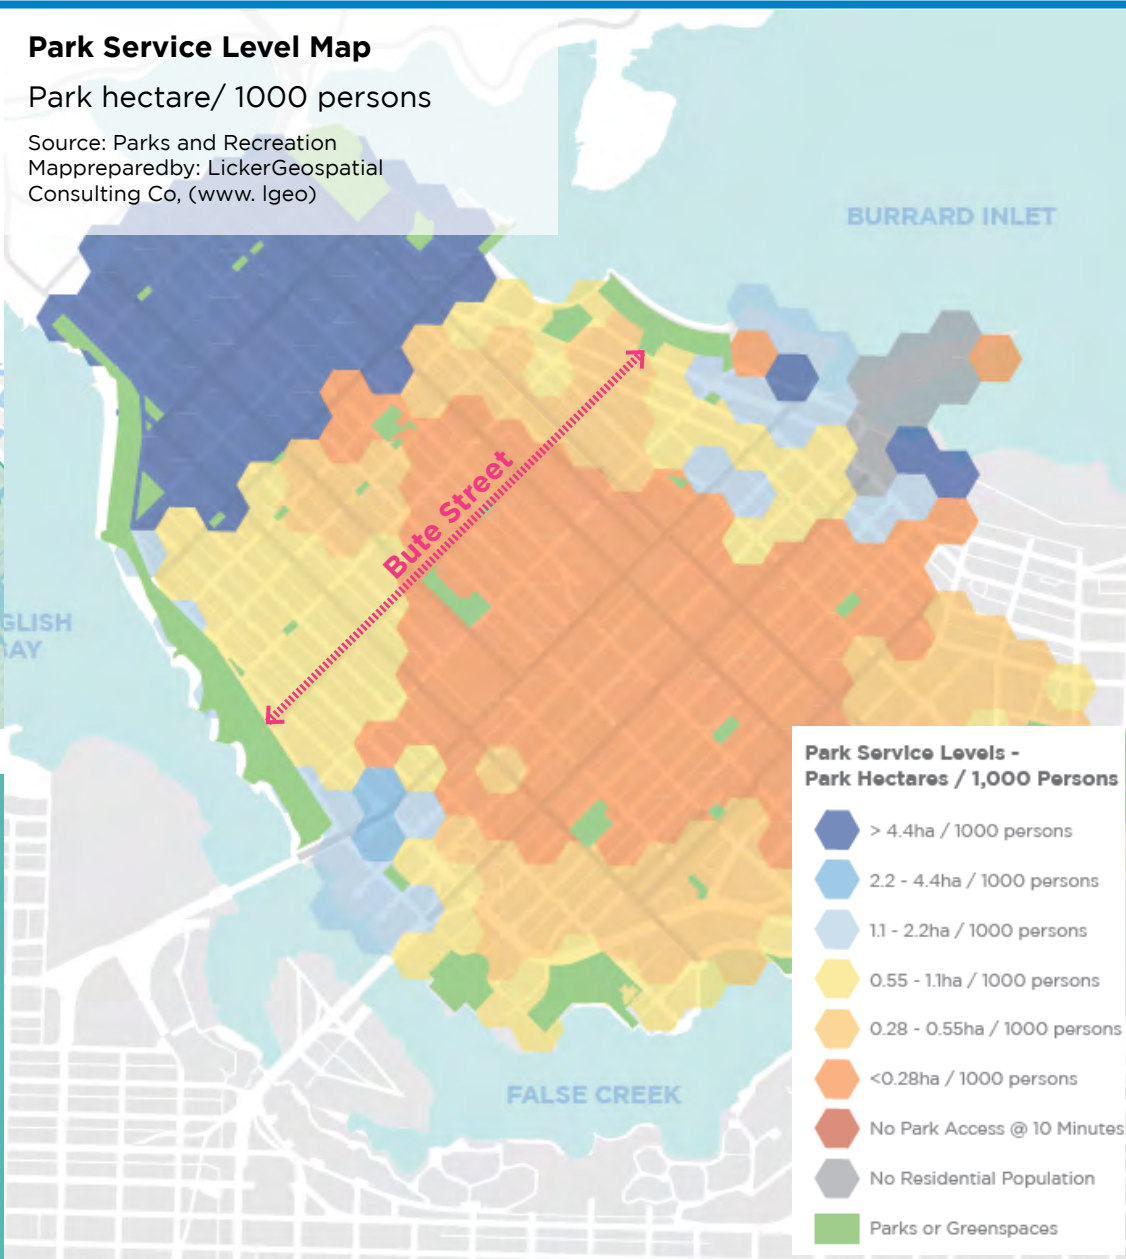 Park Service Level Map
Park hectare/ 1000 persons
Source: Parks and Recreation
Mappreparedby: LickerGeospatial
Consulting Co, (www. lgeo)
BURRARD INLET
Bute Street
GLISH
BAY
FALSE CREEK
Park Service Levels -
Park Hectares / 1,000 Persons
> 4.4ha / 1000 persons
2.2 - 4.4ha / 1000 persons
1.1 - 2.2ha / 1000 persons
0.55 - 1.1ha / 1000 persons
0.28 - 0.55ha / 1000 persons
<0.28ha / 1000 persons
No Park Access @ 10 Minutes
No Residential Population
Parks or Greenspaces